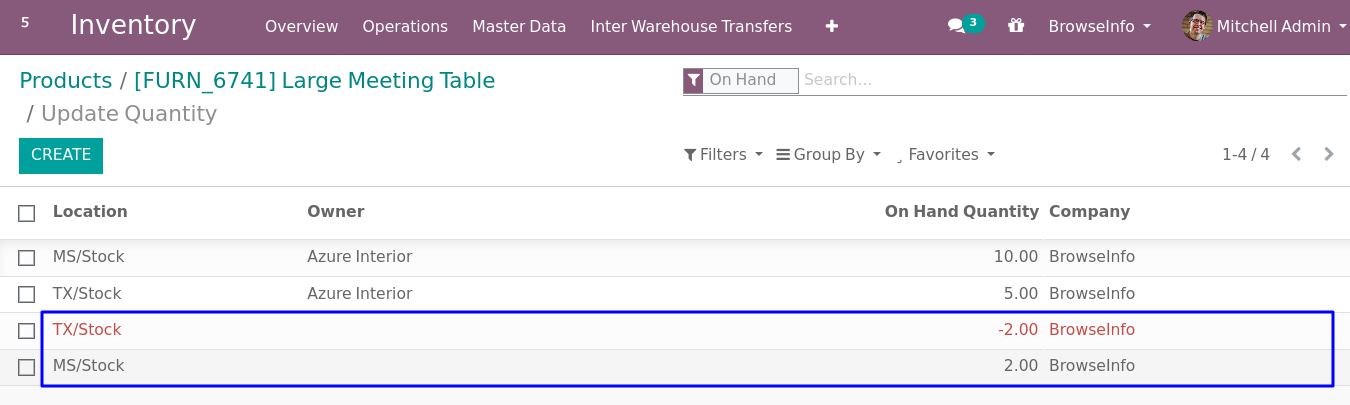 5 Inventory Overview Operations Master Data Inter Warehouse Transfers + 3 BrowseInfo Mitchell Admin
Products / [FURN_6741] Large Meeting Table
/ Update Quantity
On Hand Search...
CREATE Filters Group By Favorites 1-4 / 4
Location Owner On Hand Quantity Company
MS/Stock Azure Interior 10.00 BrowseInfo
TX/Stock Azure Interior 5.00 BrowseInfo
TX/Stock -2.00 BrowseInfo
MS/Stock 2.00 BrowseInfo